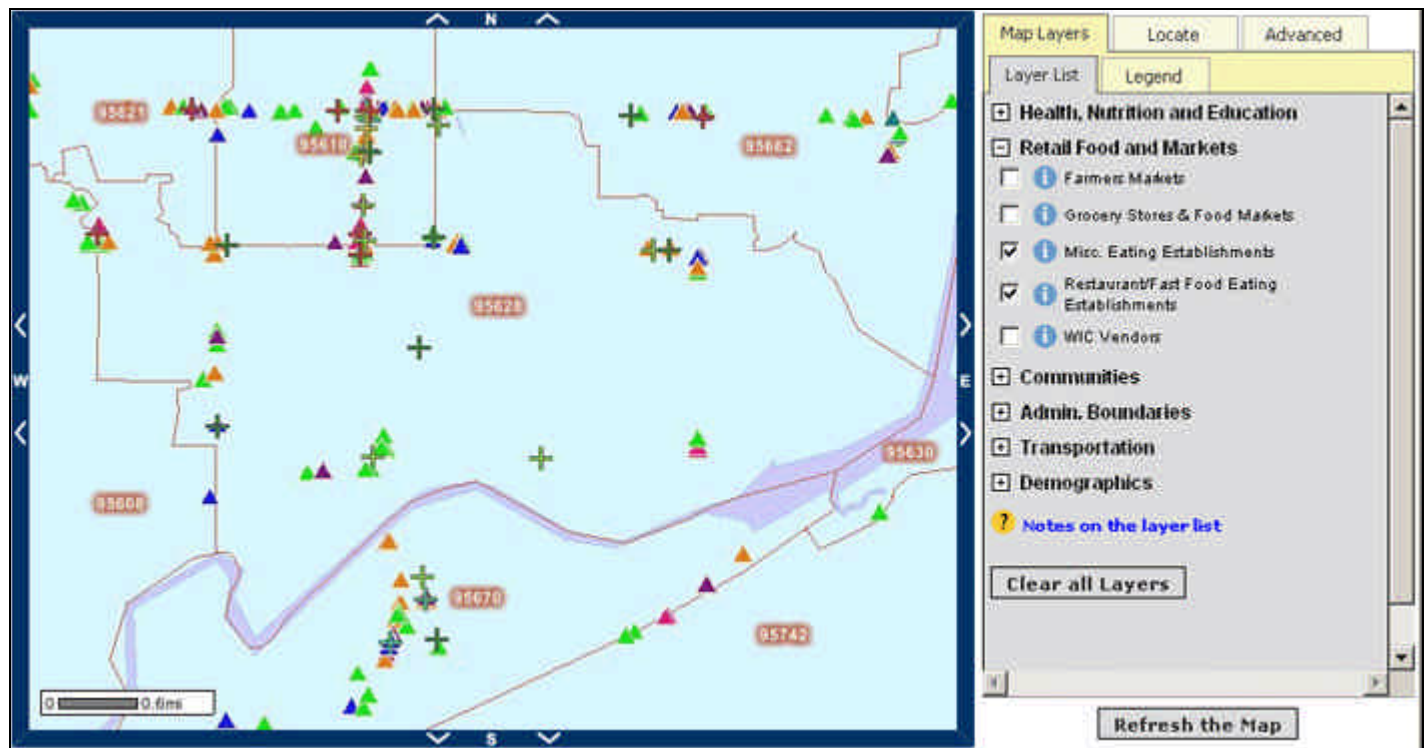 N
Map Layers Locate Advanced
Layer List Legend
Health, Nutrition and Education
Retail Food and Markets
Farmers Markets
Grocery Stores & Food Markets
Misc. Eating Establishments
Restaurant/Fast Food Eating
Establishments
WIC Vendors
Communities
Admin. Boundaries
Transportation
Demographics
? Notes on the layer list
Clear all Layers
Refresh the Map
95621
95610
95662
95628
W
E
95630
95608
95670
95742
0 0.6mi
S